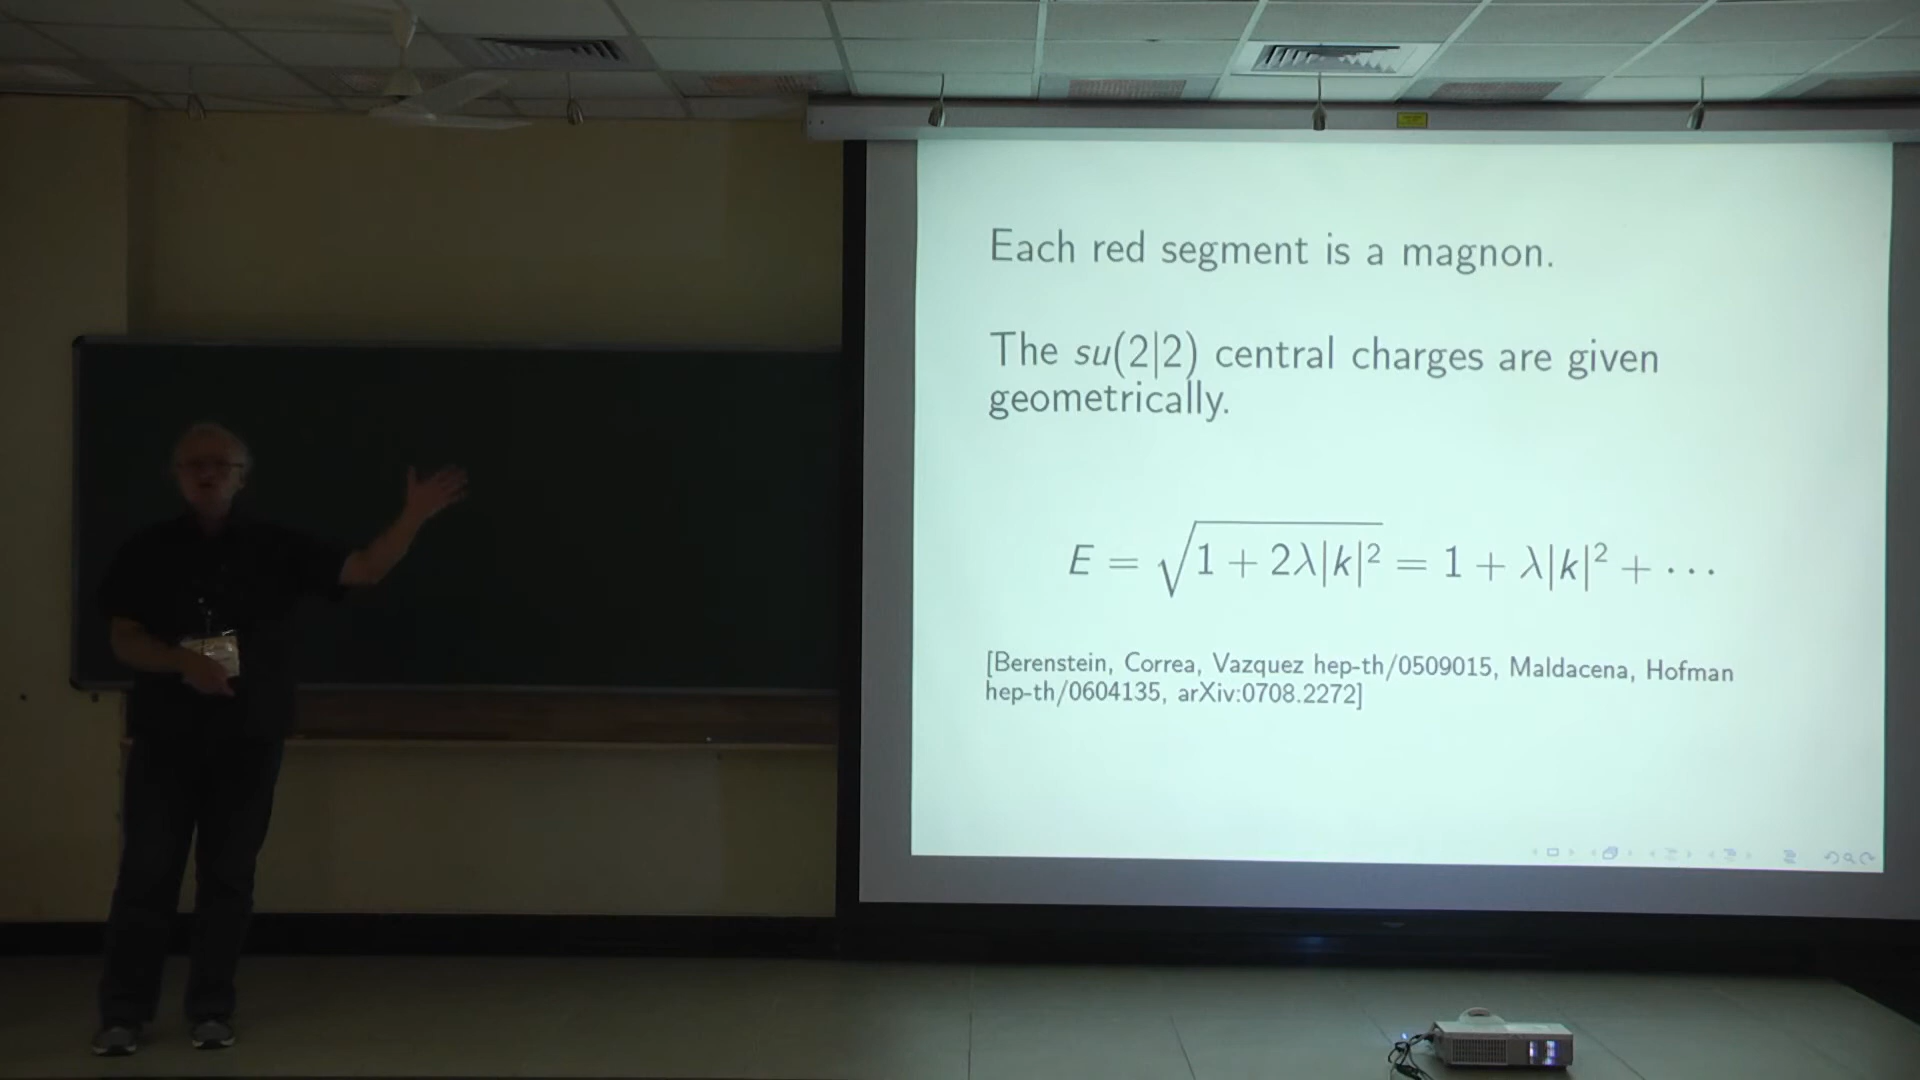 Each red segment is a magnon.
The su(2|2) central charges are given
geometrically.
E = √(1 + 2λ|k|²) = 1 + λ|k|² + ···
[Berenstein, Correa, Vazquez hep-th/0509015, Maldacena, Hofman
hep-th/0604135, arXiv:0708.2272]